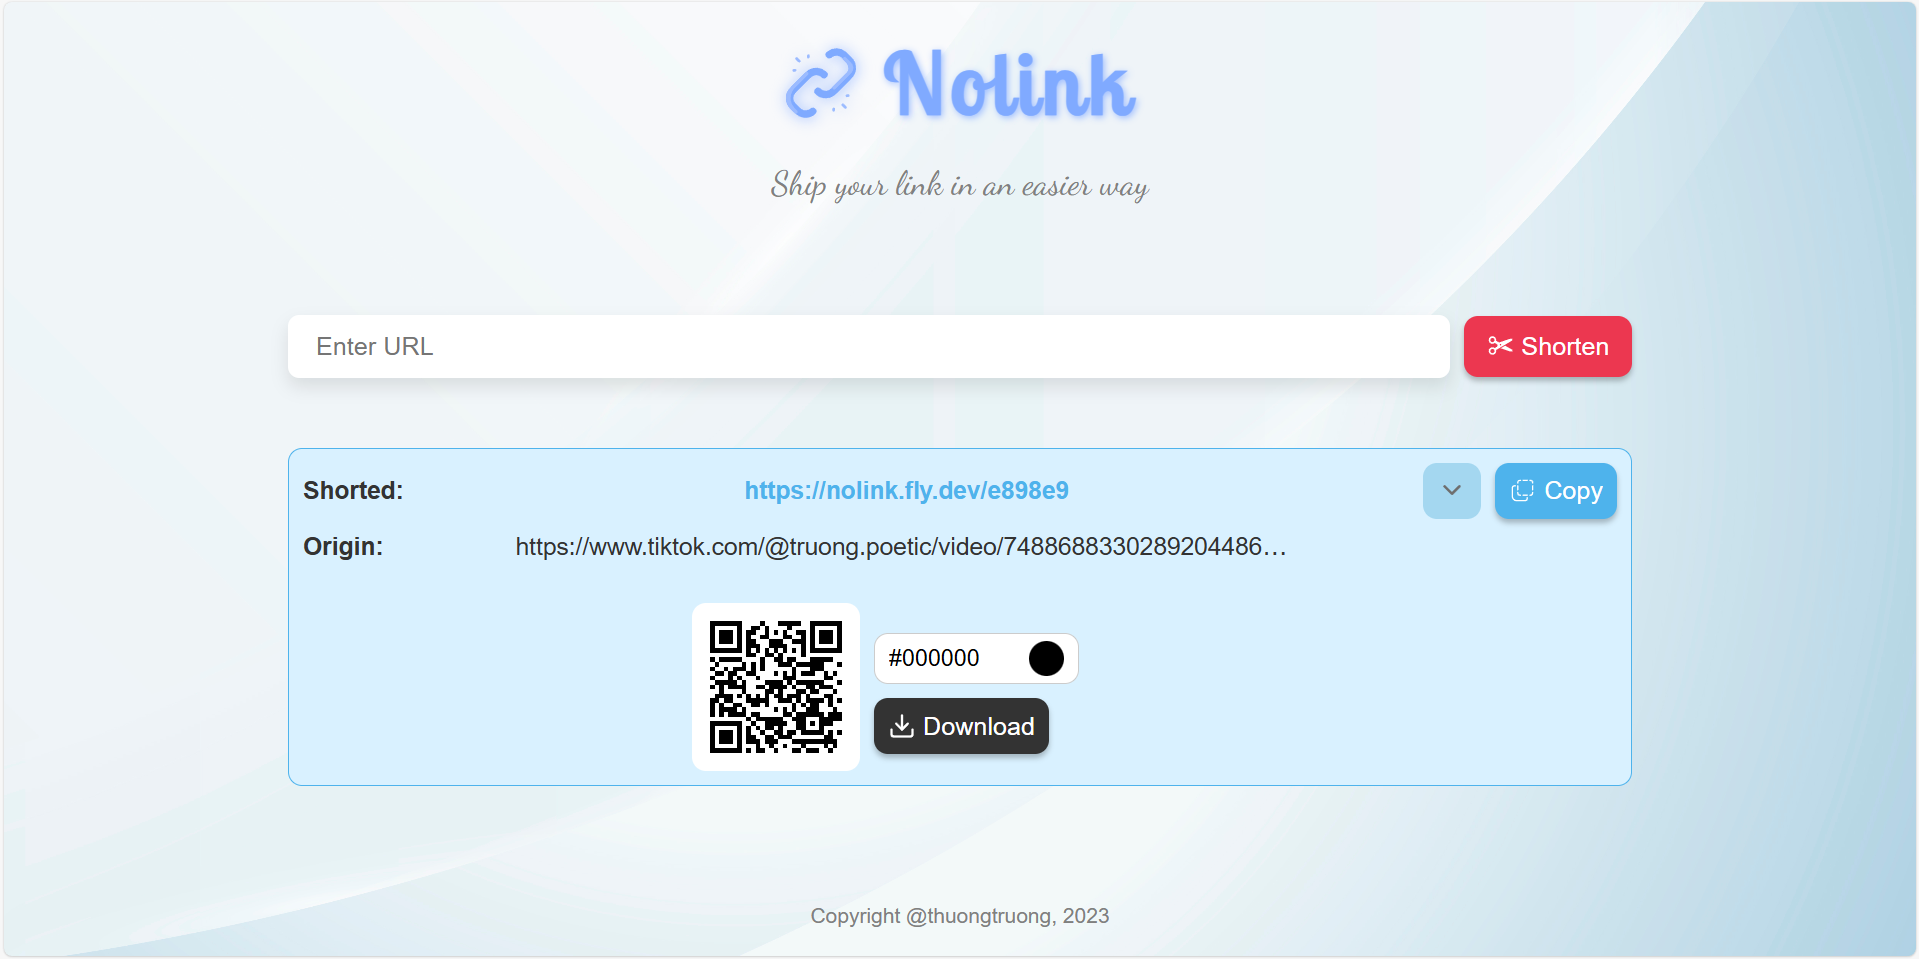 Nolink
Ship your link in an easier way
Enter URL
Shorten
Shorted:
https://nolink.fly.dev/e898e9
Copy
Origin:
https://www.tiktok.com/@truong.poetic/video/7488688330289204486…
#000000
Download
Copyright @thuongtruong, 2023